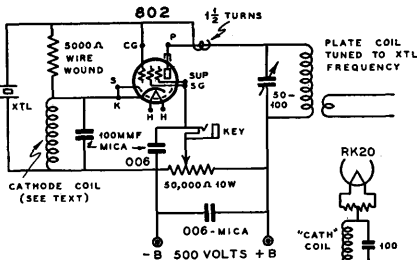 802
5000Ω
WIRE
WOUND
CG
P
1½ TURNS
PLATE COIL
TUNED TO XTL
FREQUENCY
XTL
S
K
SUP
SG
H H
50-
100
KEY
100MMF
MICA
006
CATHODE COIL
(SEE TEXT)
50,000Ω 10W
RK20
006-MICA
"CATH"
COIL
100
-B 500 VOLTS +B